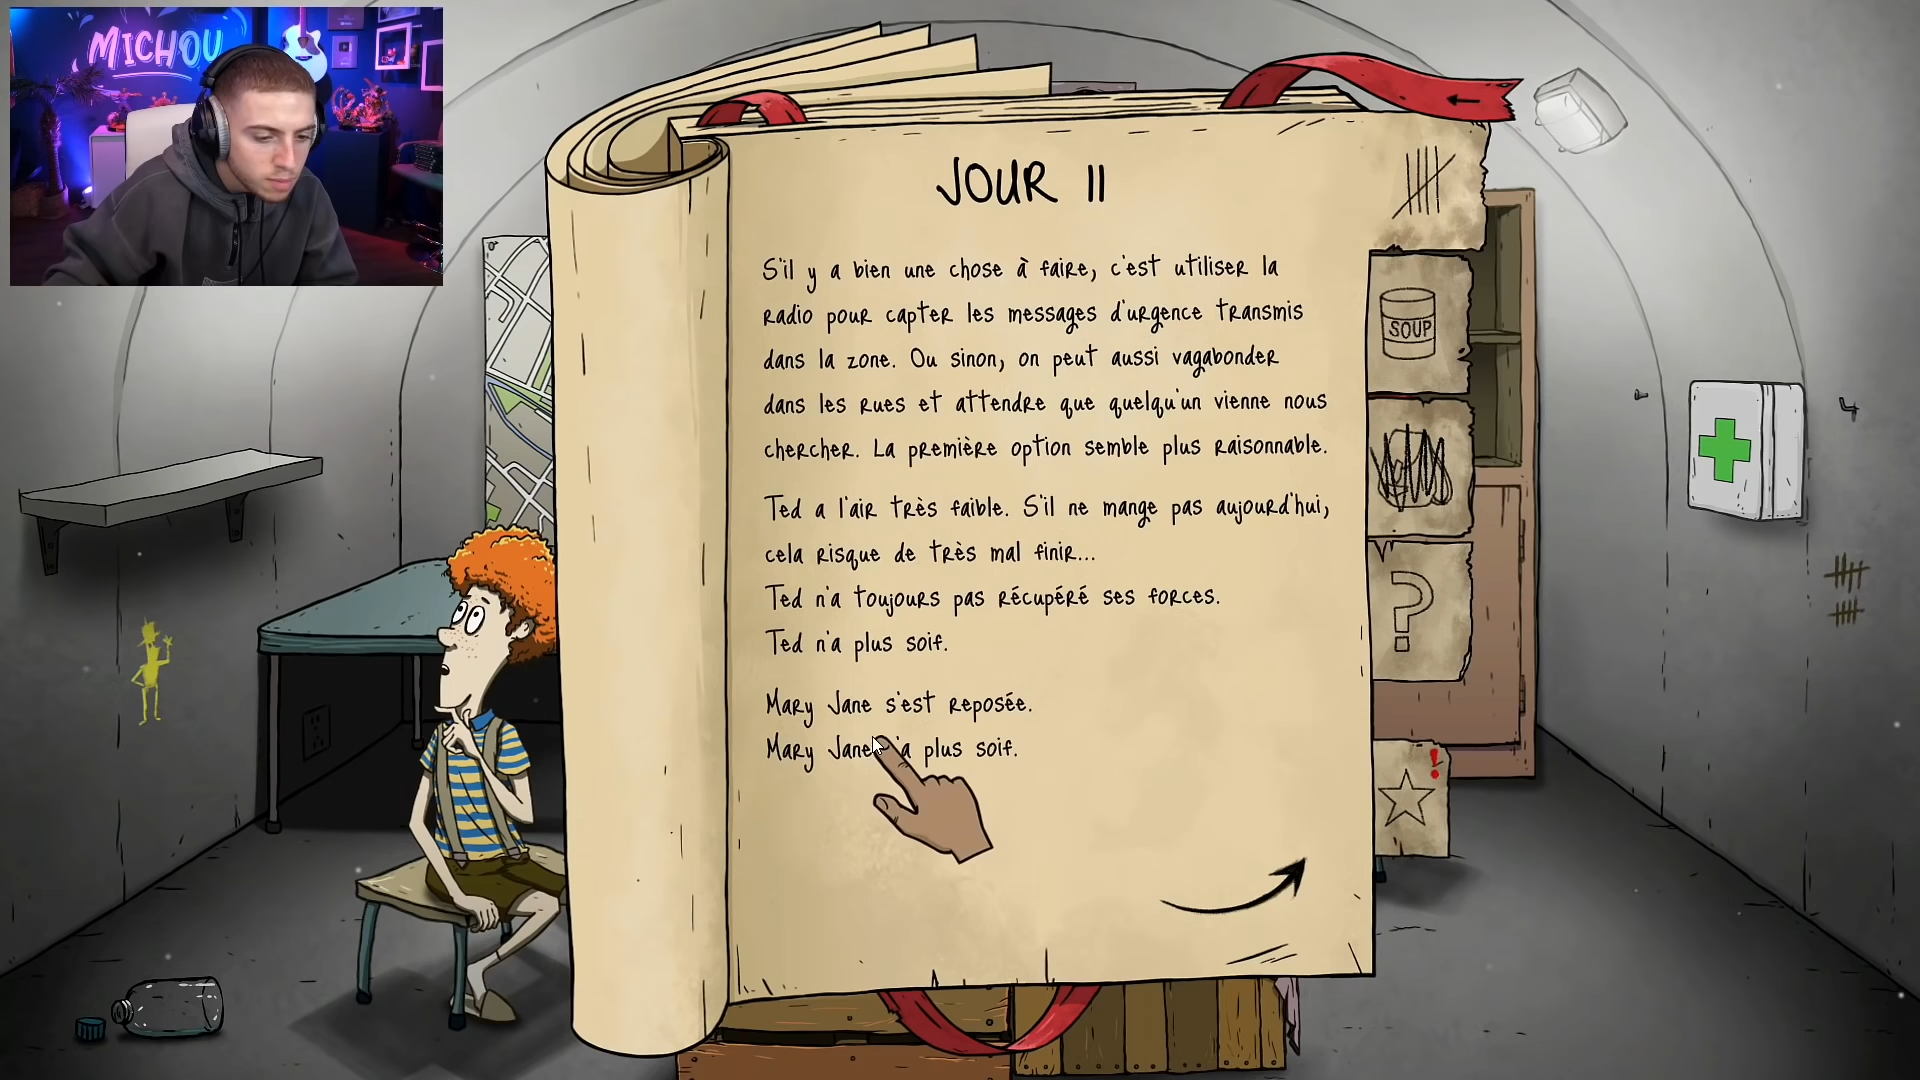 MICHOU
JOUR 11
S'il y a bien une chose à faire, c'est utiliser la
radio pour capter les messages d'urgence transmis
dans la zone. Ou sinon, on peut aussi vagabonder
dans les rues et attendre que quelqu'un vienne nous
chercher. La première option semble plus raisonnable.
Ted a l'air très faible. S'il ne mange pas aujourd'hui,
cela risque de très mal finir...
Ted n'a toujours pas récupéré ses forces.
Ted n'a plus soif.
Mary Jane s'est reposée.
Mary Jane 'a plus soif.
SOUP
?
!